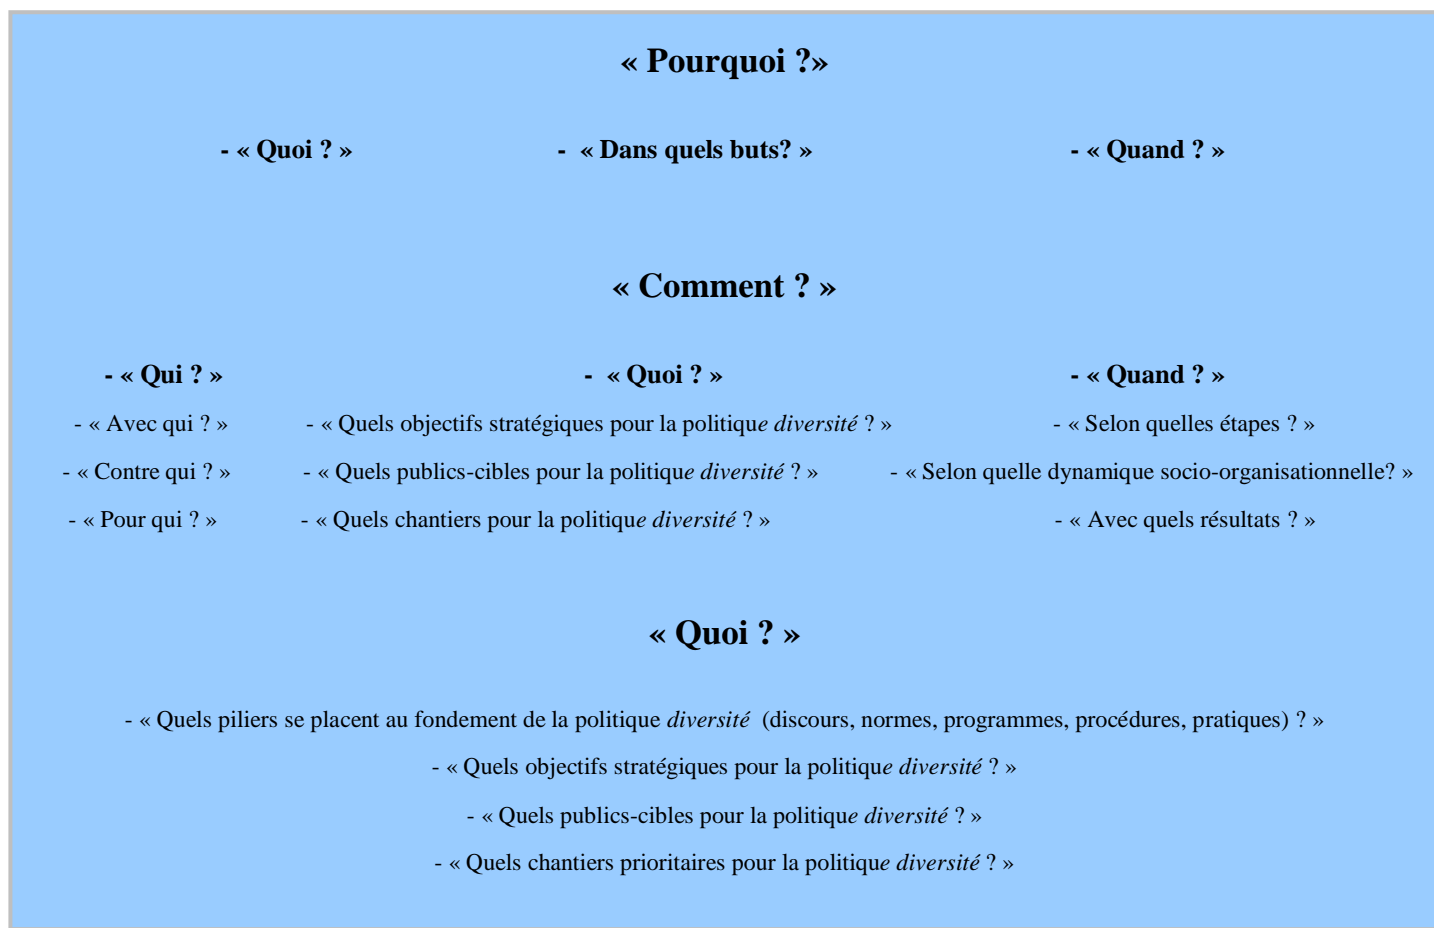 « Pourquoi ?»
- « Quoi ? » - « Dans quels buts? » - « Quand ? »
« Comment ? »
- « Qui ? » - « Quoi ? » - « Quand ? »
- « Avec qui ? » - « Quels objectifs stratégiques pour la politique diversité ? » - « Selon quelles étapes ? »
- « Contre qui ? » - « Quels publics-cibles pour la politique diversité ? » - « Selon quelle dynamique socio-organisationnelle? »
- « Pour qui ? » - « Quels chantiers pour la politique diversité ? » - « Avec quels résultats ? »
« Quoi ? »
- « Quels piliers se placent au fondement de la politique diversité (discours, normes, programmes, procédures, pratiques) ? »
- « Quels objectifs stratégiques pour la politique diversité ? »
- « Quels publics-cibles pour la politique diversité ? »
- « Quels chantiers prioritaires pour la politique diversité ? »